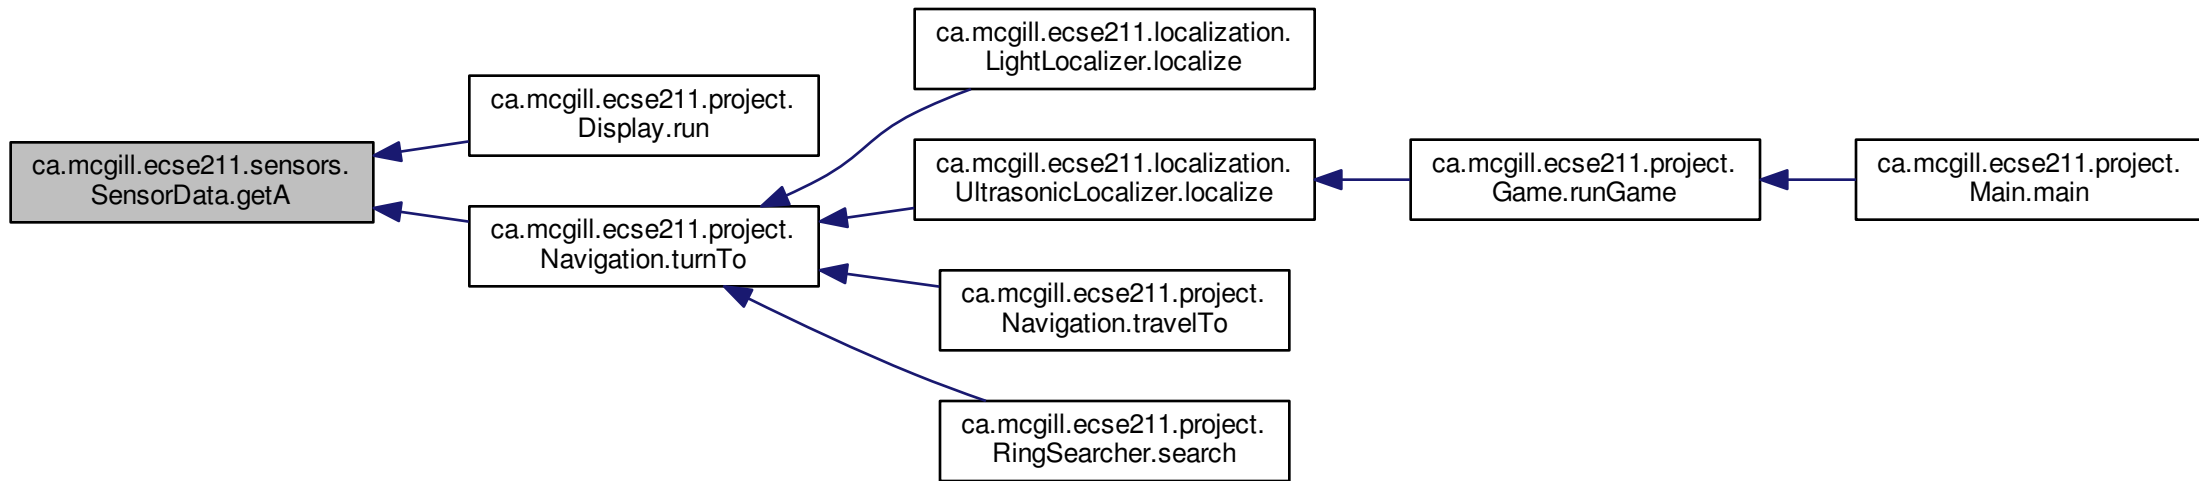 ca.mcgill.ecse211.sensors.
SensorData.getA
ca.mcgill.ecse211.project.
Display.run
ca.mcgill.ecse211.project.
Navigation.turnTo
ca.mcgill.ecse211.localization.
LightLocalizer.localize
ca.mcgill.ecse211.localization.
UltrasonicLocalizer.localize
ca.mcgill.ecse211.project.
Game.runGame
ca.mcgill.ecse211.project.
Main.main
ca.mcgill.ecse211.project.
Navigation.travelTo
ca.mcgill.ecse211.project.
RingSearcher.search